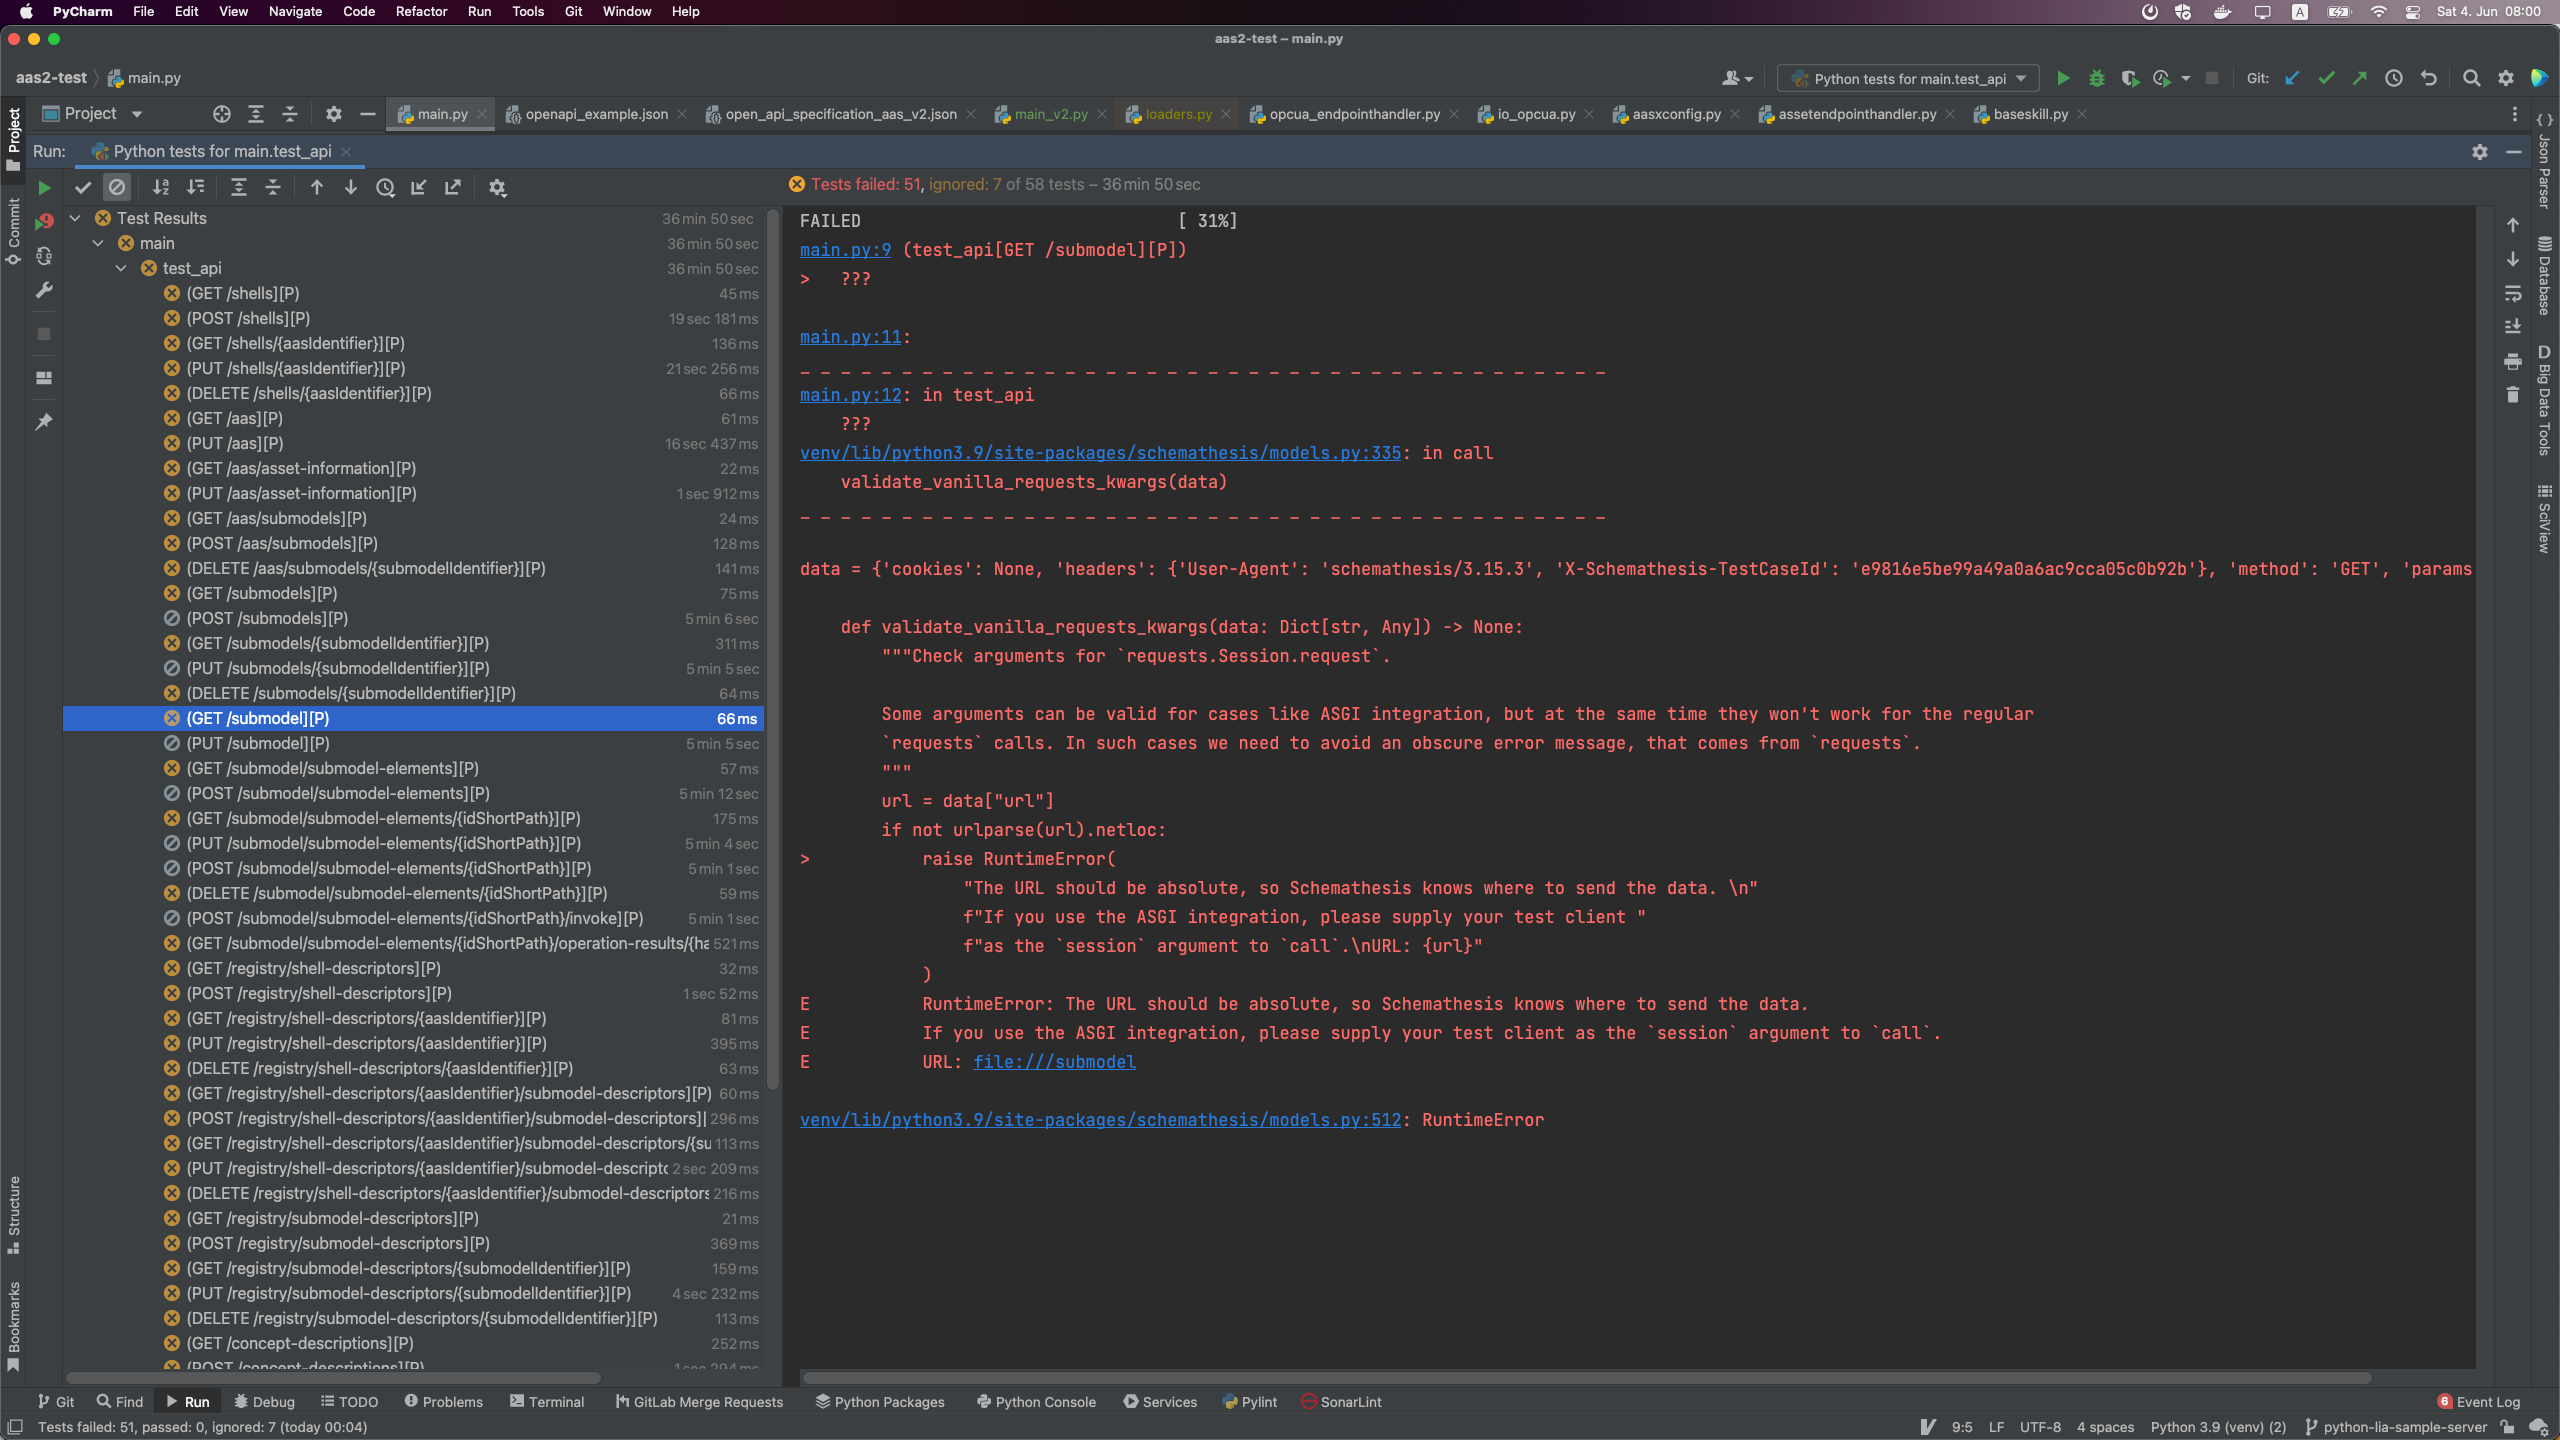 PyCharm File Edit View Navigate Code Refactor Run Tools Git Window Help
A
Sat 4. Jun 08:00
aas2-test – main.py
aas2-test main.py
Python tests for main.test_api
Git:
Project
main.py
openapi_example.json
open_api_specification_aas_v2.json
main_v2.py
loaders.py
opcua_endpointhandler.py
io_opcua.py
aasxconfig.py
assetendpointhandler.py
baseskill.py
Run: Python tests for main.test_api
Tests failed: 51, ignored: 7 of 58 tests – 36 min 50 sec
Test Results 36 min 50 sec
main 36 min 50 sec
test_api 36 min 50 sec
(GET /shells][P) 45 ms
(POST /shells][P) 19 sec 181 ms
(GET /shells/{aasIdentifier}][P) 136 ms
(PUT /shells/{aasIdentifier}][P) 21 sec 256 ms
(DELETE /shells/{aasIdentifier}][P) 66 ms
(GET /aas][P) 61 ms
(PUT /aas][P) 16 sec 437 ms
(GET /aas/asset-information][P) 22 ms
(PUT /aas/asset-information][P) 1 sec 912 ms
(GET /aas/submodels][P) 24 ms
(POST /aas/submodels][P) 128 ms
(DELETE /aas/submodels/{submodelIdentifier}][P) 141 ms
(GET /submodels][P) 75 ms
(POST /submodels][P) 5 min 6 sec
(GET /submodels/{submodelIdentifier}][P) 311 ms
(PUT /submodels/{submodelIdentifier}][P) 5 min 5 sec
(DELETE /submodels/{submodelIdentifier}][P) 64 ms
(GET /submodel][P) 66 ms
(PUT /submodel][P) 5 min 5 sec
(GET /submodel/submodel-elements][P) 57 ms
(POST /submodel/submodel-elements][P) 5 min 12 sec
(GET /submodel/submodel-elements/{idShortPath}][P) 175 ms
(PUT /submodel/submodel-elements/{idShortPath}][P) 5 min 4 sec
(POST /submodel/submodel-elements/{idShortPath}][P) 5 min 1 sec
(DELETE /submodel/submodel-elements/{idShortPath}][P) 59 ms
(POST /submodel/submodel-elements/{idShortPath}/invoke][P) 5 min 1 sec
(GET /submodel/submodel-elements/{idShortPath}/operation-results/{ha 521 ms
(GET /registry/shell-descriptors][P) 32 ms
(POST /registry/shell-descriptors][P) 1 sec 52 ms
(GET /registry/shell-descriptors/{aasIdentifier}][P) 81 ms
(PUT /registry/shell-descriptors/{aasIdentifier}][P) 395 ms
(DELETE /registry/shell-descriptors/{aasIdentifier}][P) 63 ms
(GET /registry/shell-descriptors/{aasIdentifier}/submodel-descriptors][P) 60 ms
(POST /registry/shell-descriptors/{aasIdentifier}/submodel-descriptors][ 296 ms
(GET /registry/shell-descriptors/{aasIdentifier}/submodel-descriptors/{su 113 ms
(PUT /registry/shell-descriptors/{aasIdentifier}/submodel-descriptc 2 sec 209 ms
(DELETE /registry/shell-descriptors/{aasIdentifier}/submodel-descriptors 216 ms
(GET /registry/submodel-descriptors][P) 21 ms
(POST /registry/submodel-descriptors][P) 369 ms
(GET /registry/submodel-descriptors/{submodelIdentifier}][P) 159 ms
(PUT /registry/submodel-descriptors/{submodelIdentifier}][P) 4 sec 232 ms
(DELETE /registry/submodel-descriptors/{submodelIdentifier}][P) 113 ms
(GET /concept-descriptions][P) 252 ms
(POST /concept-descriptions][P) 1 sec 294 ms
FAILED [ 31%]
main.py:9 (test_api[GET /submodel][P])
> ???
main.py:11:
_ _ _ _ _ _ _ _ _ _ _ _ _ _ _ _ _ _ _ _ _ _ _ _ _ _ _ _ _ _ _ _ _ _ _ _ _ _ _ _
main.py:12: in test_api
???
venv/lib/python3.9/site-packages/schemathesis/models.py:335: in call
validate_vanilla_requests_kwargs(data)
_ _ _ _ _ _ _ _ _ _ _ _ _ _ _ _ _ _ _ _ _ _ _ _ _ _ _ _ _ _ _ _ _ _ _ _ _ _ _ _
data = {'cookies': None, 'headers': {'User-Agent': 'schemathesis/3.15.3', 'X-Schemathesis-TestCaseId': 'e9816e5be99a49a0a6ac9cca05c0b92b'}, 'method': 'GET', 'params
def validate_vanilla_requests_kwargs(data: Dict[str, Any]) -> None:
"""Check arguments for `requests.Session.request`.
Some arguments can be valid for cases like ASGI integration, but at the same time they won't work for the regular
`requests` calls. In such cases we need to avoid an obscure error message, that comes from `requests`.
"""
url = data["url"]
if not urlparse(url).netloc:
> raise RuntimeError(
"The URL should be absolute, so Schemathesis knows where to send the data. \n"
f"If you use the ASGI integration, please supply your test client "
f"as the `session` argument to `call`.\nURL: {url}"
)
E RuntimeError: The URL should be absolute, so Schemathesis knows where to send the data.
E If you use the ASGI integration, please supply your test client as the `session` argument to `call`.
E URL: file:///submodel
venv/lib/python3.9/site-packages/schemathesis/models.py:512: RuntimeError
Project
Commit
Structure
Bookmarks
Json Parser
Database
D Big Data Tools
SciView
Git Find Run Debug TODO Problems Terminal GitLab Merge Requests Python Packages Python Console Services Pylint SonarLint
6 Event Log
Tests failed: 51, passed: 0, ignored: 7 (today 00:04)
9:5 LF UTF-8 4 spaces Python 3.9 (venv) (2) python-lia-sample-server